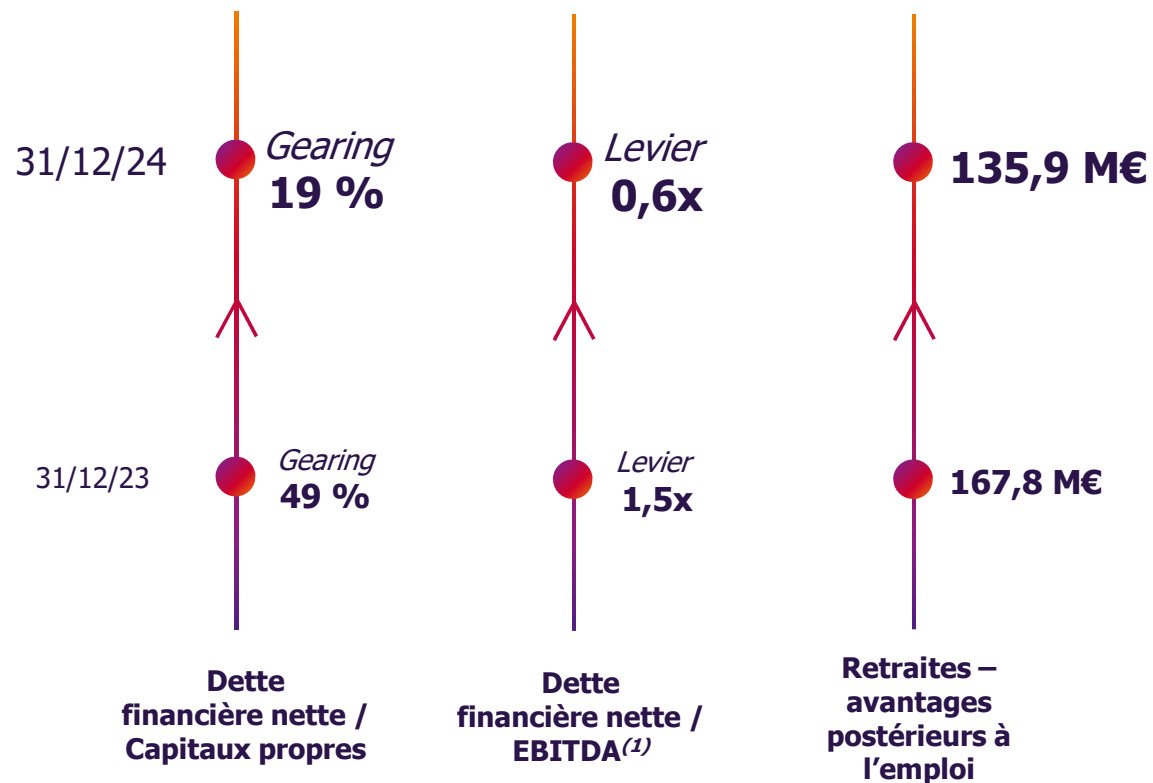 31/12/24
Gearing
19 %
Levier
0,6x
135,9 M€
31/12/23
Gearing
49 %
Levier
1,5x
167,8 M€
Dette
financière nette /
Capitaux propres
Dette
financière nette /
EBITDA(1)
Retraites –
avantages
postérieurs à
l’emploi